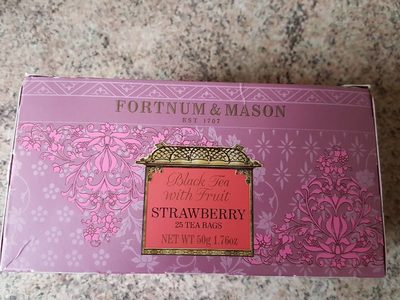 FORTNUM & MASON
EST 1707
Black Tea
with Fruit
STRAWBERRY
25 TEA BAGS
NET WT 50g 1.76oz